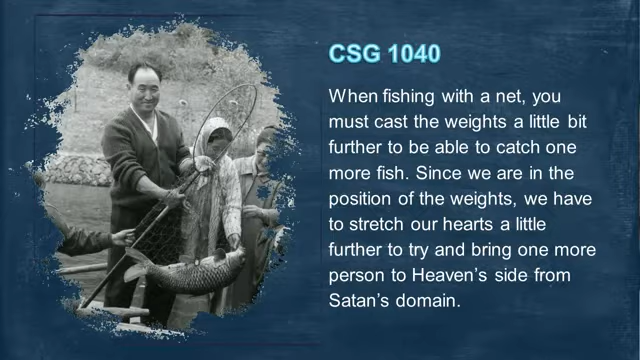 CSG 1040
When fishing with a net, you
must cast the weights a little bit
further to be able to catch one
more fish. Since we are in the
position of the weights, we have
to stretch our hearts a little
further to try and bring one more
person to Heaven’s side from
Satan’s domain.